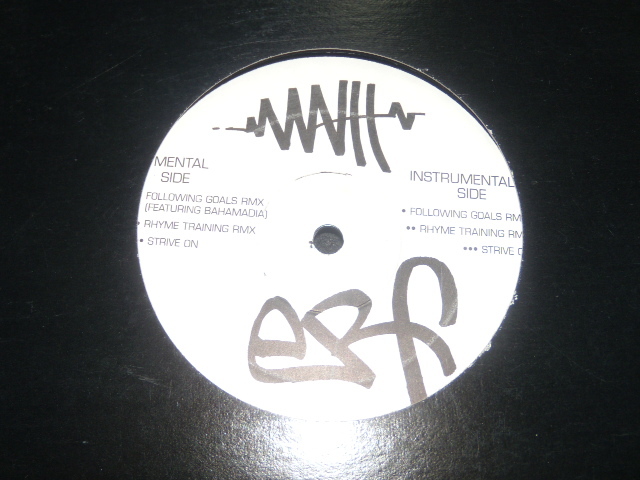 MENTAL
SIDE
FOLLOWING GOALS RMX
(FEATURING BAHAMADIA)
• RHYME TRAINING RMX
• STRIVE ON
INSTRUMENTAL
SIDE
• FOLLOWING GOALS RM
•• RHYME TRAINING RM
••• STRIVE